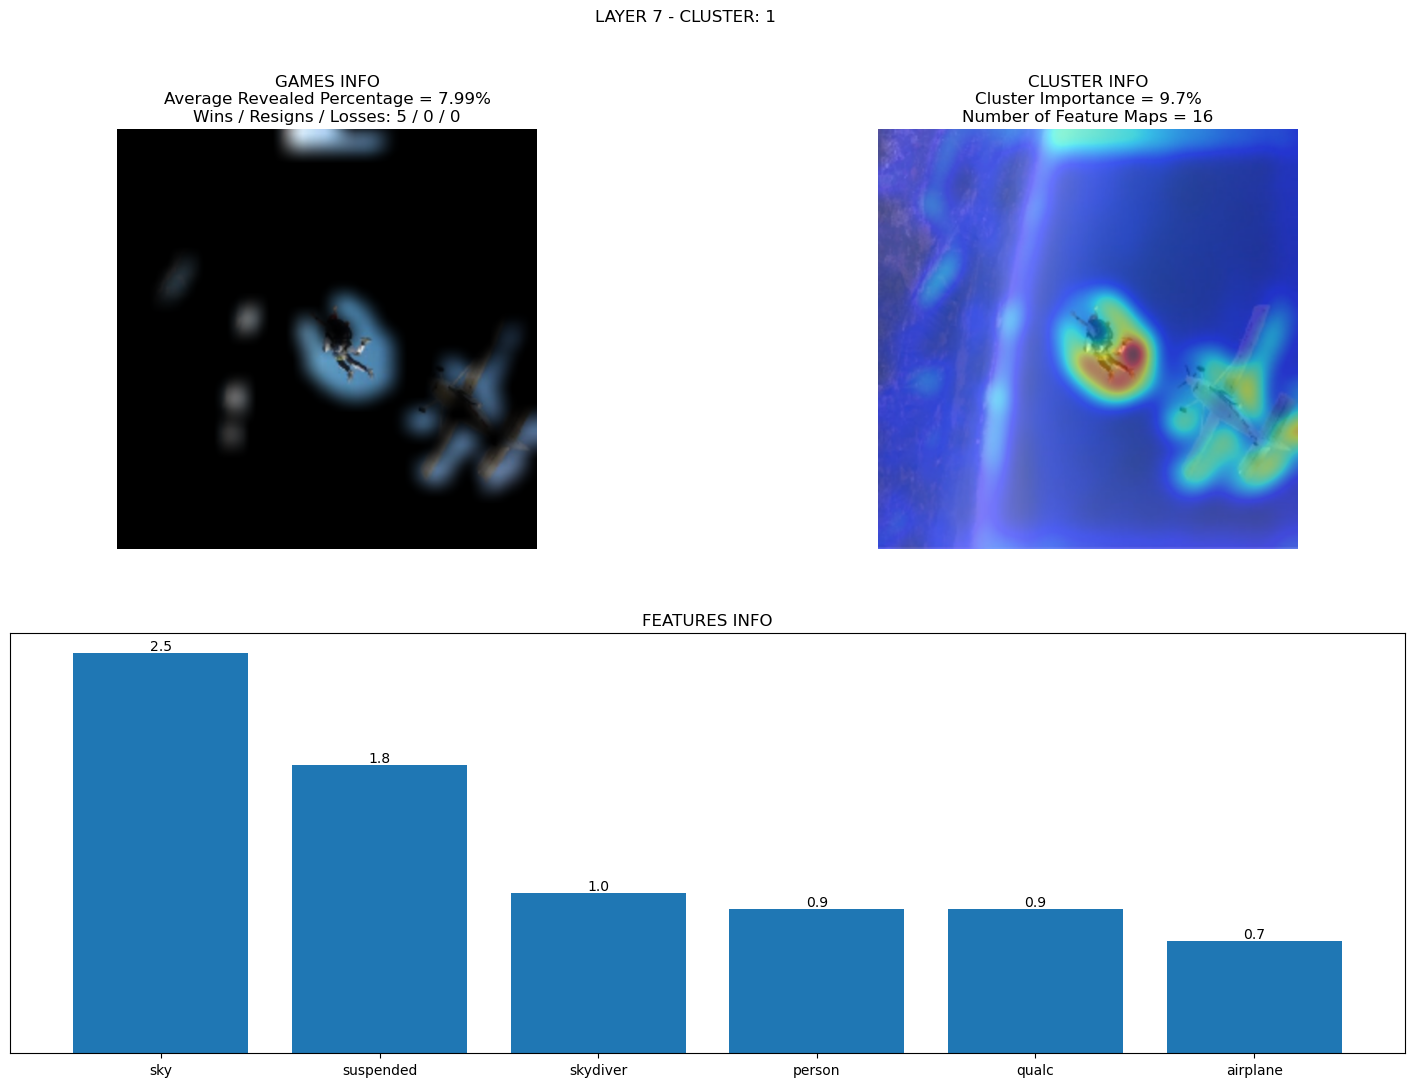 LAYER 7 - CLUSTER: 1
GAMES INFO
Average Revealed Percentage = 7.99%
Wins / Resigns / Losses: 5 / 0 / 0
CLUSTER INFO
Cluster Importance = 9.7%
Number of Feature Maps = 16
FEATURES INFO
2.5
1.8
1.0
0.9
0.9
0.7
sky
suspended
skydiver
person
qualc
airplane